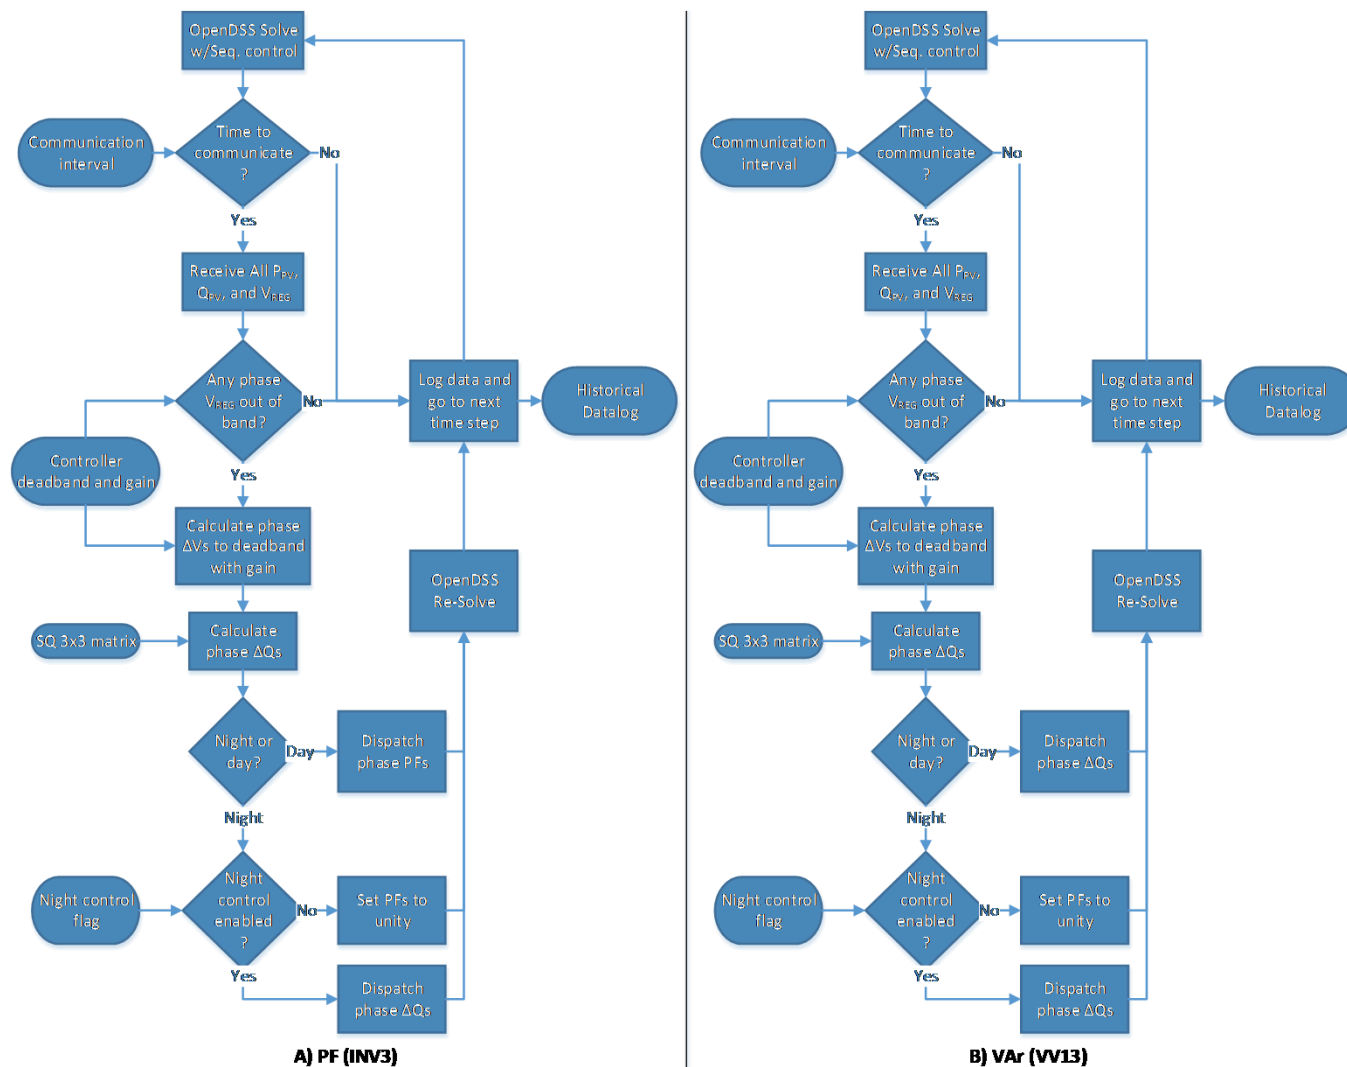 OpenDSS Solve
w/Seq. control
Communication
interval
Time to
communicate
?
No
Yes
Receive All PPV,
QPV, and VREG
Any phase
VREG out of
band?
No
Log data and
go to next
time step
Historical
Datalog
Controller
deadband and gain
Yes
Calculate phase
ΔVs to deadband
with gain
OpenDSS
Re-Solve
SQ 3x3 matrix
Calculate
phase ΔQs
Night or
day?
Day
Dispatch
phase PFs
Night
Night control
flag
Night
control
enabled
?
No
Set PFs to
unity
Yes
Dispatch
phase ΔQs
A) PF (INV3)
OpenDSS Solve
w/Seq. control
Communication
interval
Time to
communicate
?
No
Yes
Receive All PPV,
QPV, and VREG
Any phase
VREG out of
band?
No
Log data and
go to next
time step
Historical
Datalog
Controller
deadband and gain
Yes
Calculate phase
ΔVs to deadband
with gain
OpenDSS
Re-Solve
SQ 3x3 matrix
Calculate
phase ΔQs
Night or
day?
Day
Dispatch
phase ΔQs
Night
Night control
flag
Night
control
enabled
?
No
Set PFs to
unity
Yes
Dispatch
phase ΔQs
B) VAr (VV13)